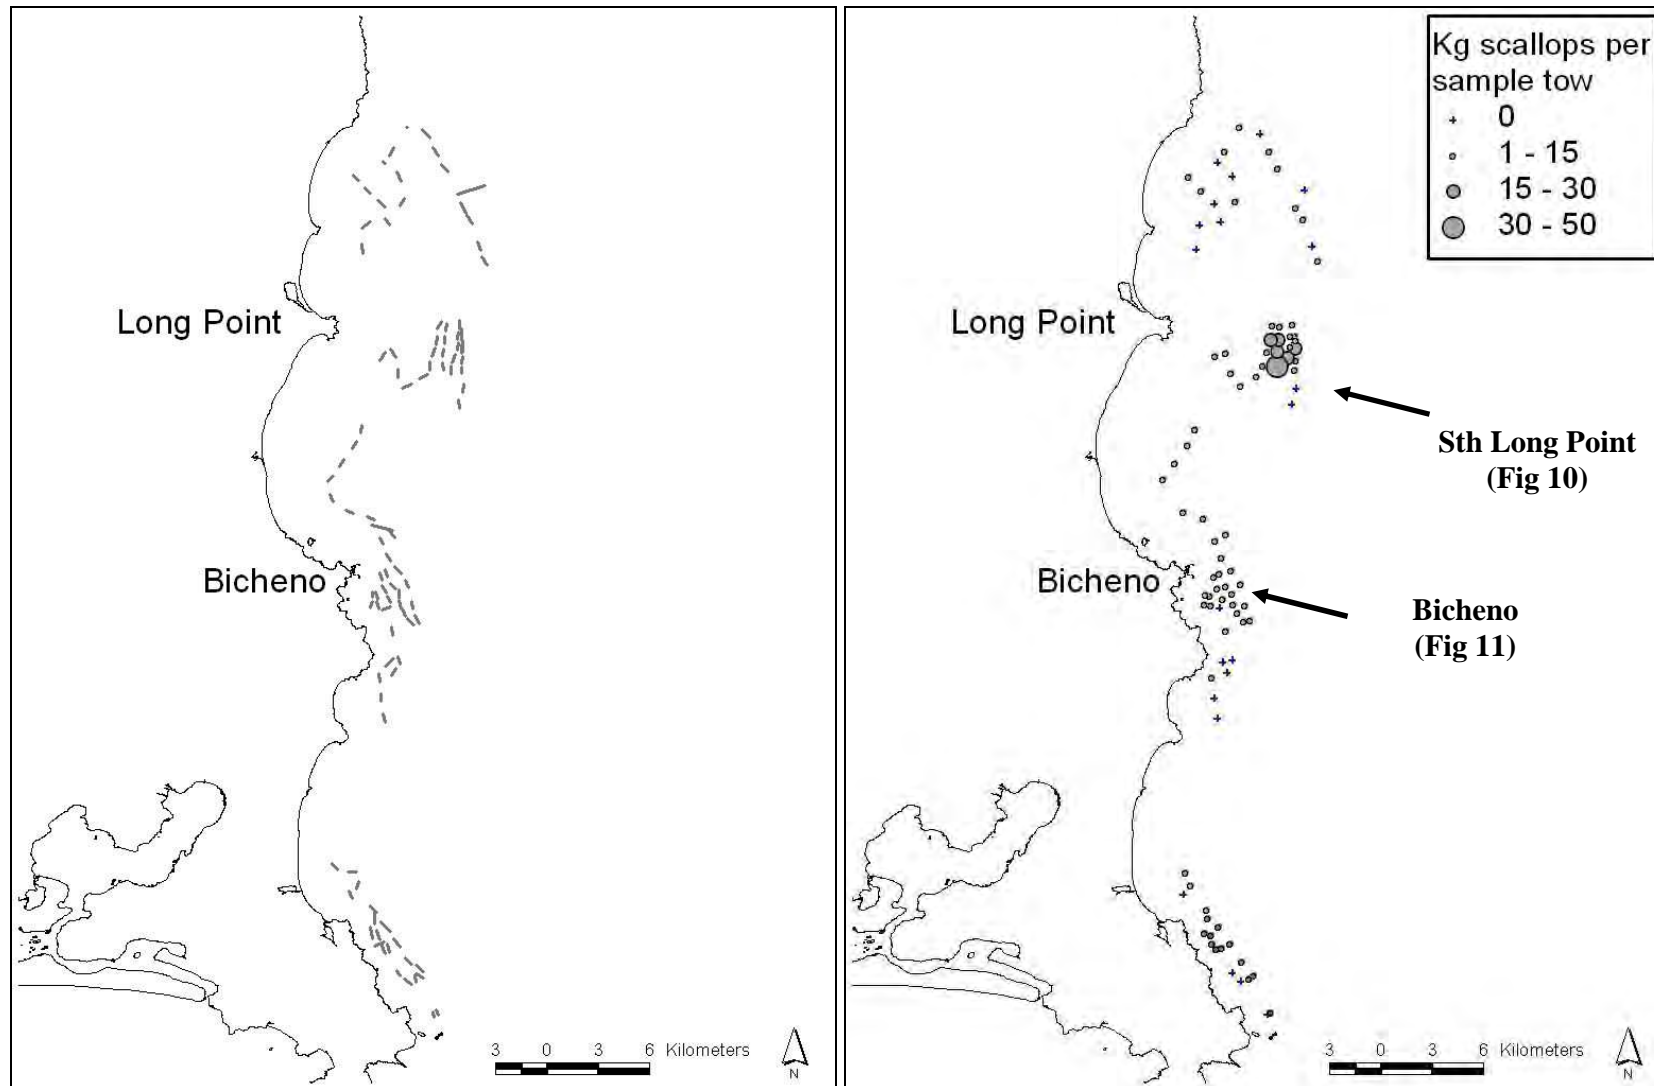 Long Point
Bicheno
3 0 3 6 Kilometers
N
Kg scallops per
sample tow
0
1 - 15
15 - 30
30 - 50
Long Point
Sth Long Point
(Fig 10)
Bicheno
Bicheno
(Fig 11)
3 0 3 6 Kilometers
N